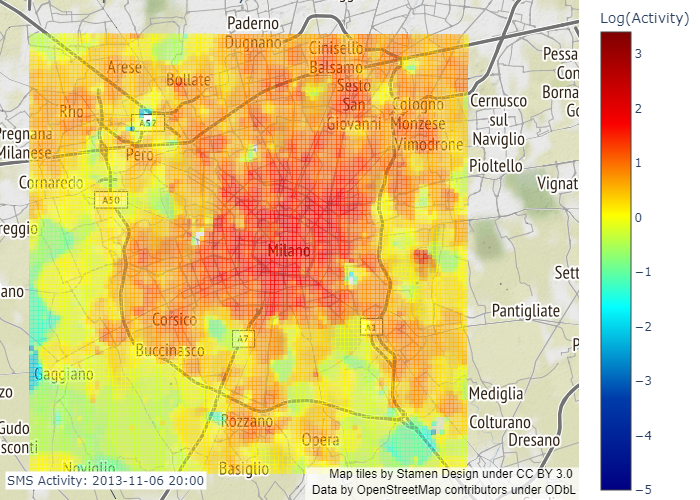 Paderno
Dugnano
Cinisello
Balsamo
Arese
Bollate
Sesto
San
Giovanni
Rho
A52
Cologno
Monzese
Vimodrone
Pregnana
Milanese
Pero
Cornaredo
A50
reggio
Milano
ano
Corsico
A7
A1
Buccinasco
Gaggiano
zo
Gudo
sconti
Rozzano
Opera
Noviglio
Basiglio
Pessa
Con
Borna
Go
Cernusco
sul
Naviglio
Pioltello
Vignat
Sett
Pantigliate
P
Mediglia
Colturano
Dresano
SMS Activity: 2013-11-06 20:00
Map tiles by Stamen Design under CC BY 3.0
Data by OpenStreetMap contributors under ODbL
Log(Activity)
3
2
1
0
−1
−2
−3
−4
−5